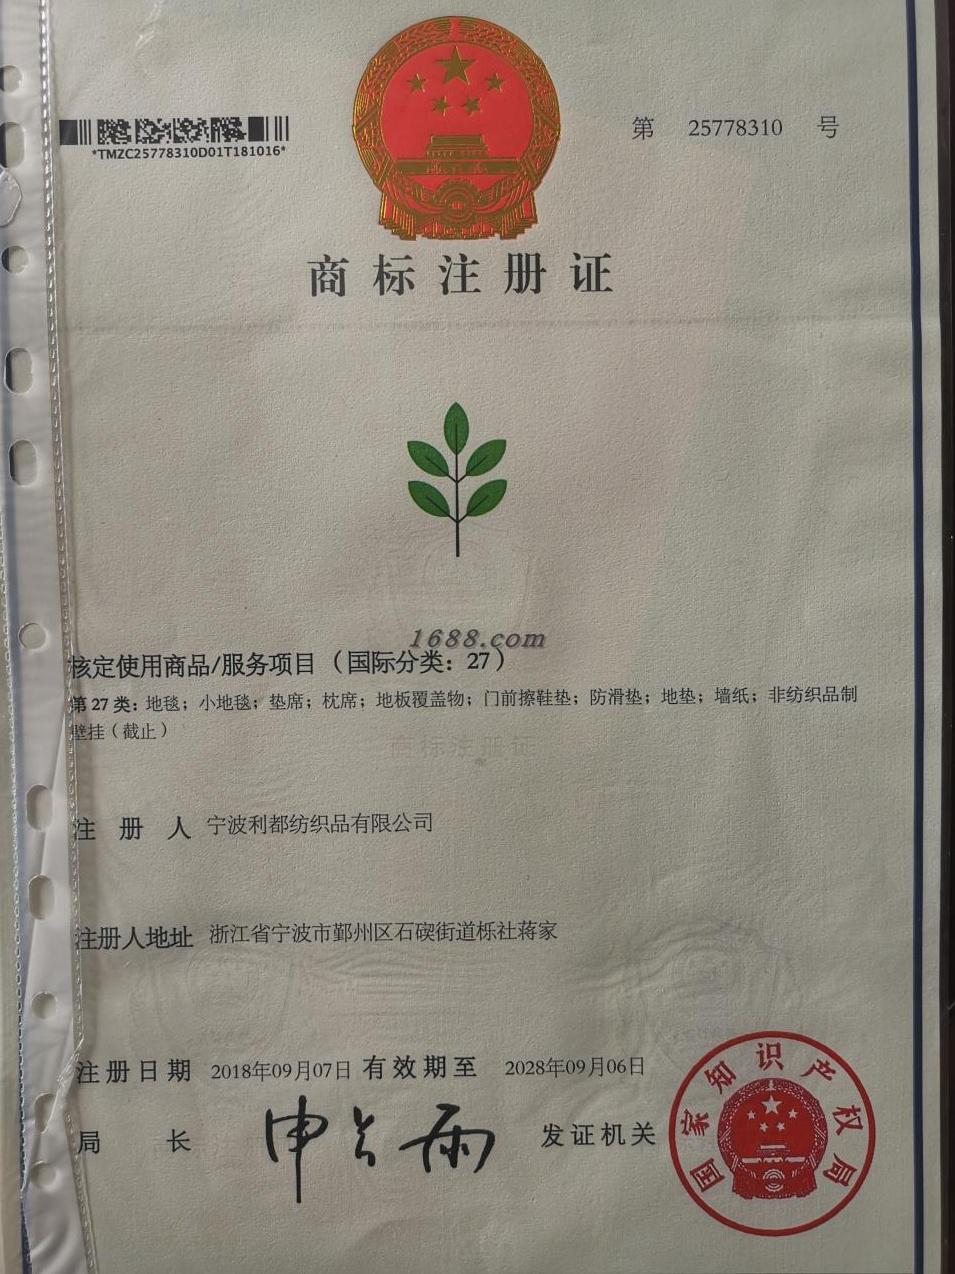 第 25778310 号
*TMZC25778310D01T181016*
商标注册证
1688.com
核定使用商品/服务项目（国际分类：27）
第 27 类：地毯；小地毯；垫席；枕席；地板覆盖物；门前擦鞋垫；防滑垫；地垫；墙纸；非纺织品制
壁挂（截止）
商标注册证
注册人 宁波利都纺织品有限公司
注册人地址 浙江省宁波市鄞州区石碶街道栎社蒋家
注册日期 2018年09月07日 有效期至 2028年09月06日
局长 申长雨 发证机关
国家知识产权局